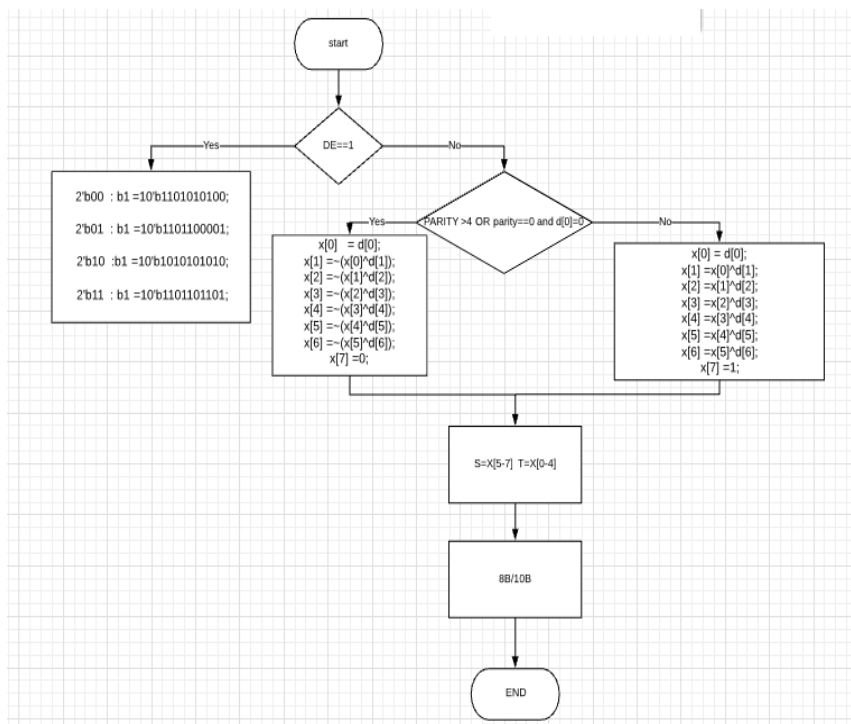 start
DE==1
Yes
No
2'b00 : b1 =10'b1101010100;
2'b01 : b1 =10'b1101100001;
2'b10 :b1 =10'b1010101010;
2'b11 : b1 =10'b1101101101;
PARITY >4 OR parity==0 and d[0]=0
Yes
No
x[0] = d[0];
x[1] =~(x[0]^d[1]);
x[2] =~(x[1]^d[2]);
x[3] =~(x[2]^d[3]);
x[4] =~(x[3]^d[4]);
x[5] =~(x[4]^d[5]);
x[6] =~(x[5]^d[6]);
x[7] =0;
x[0] = d[0];
x[1] =x[0]^d[1];
x[2] =x[1]^d[2];
x[3] =x[2]^d[3];
x[4] =x[3]^d[4];
x[5] =x[4]^d[5];
x[6] =x[5]^d[6];
x[7] =1;
S=X[5-7] T=X[0-4]
8B/10B
END